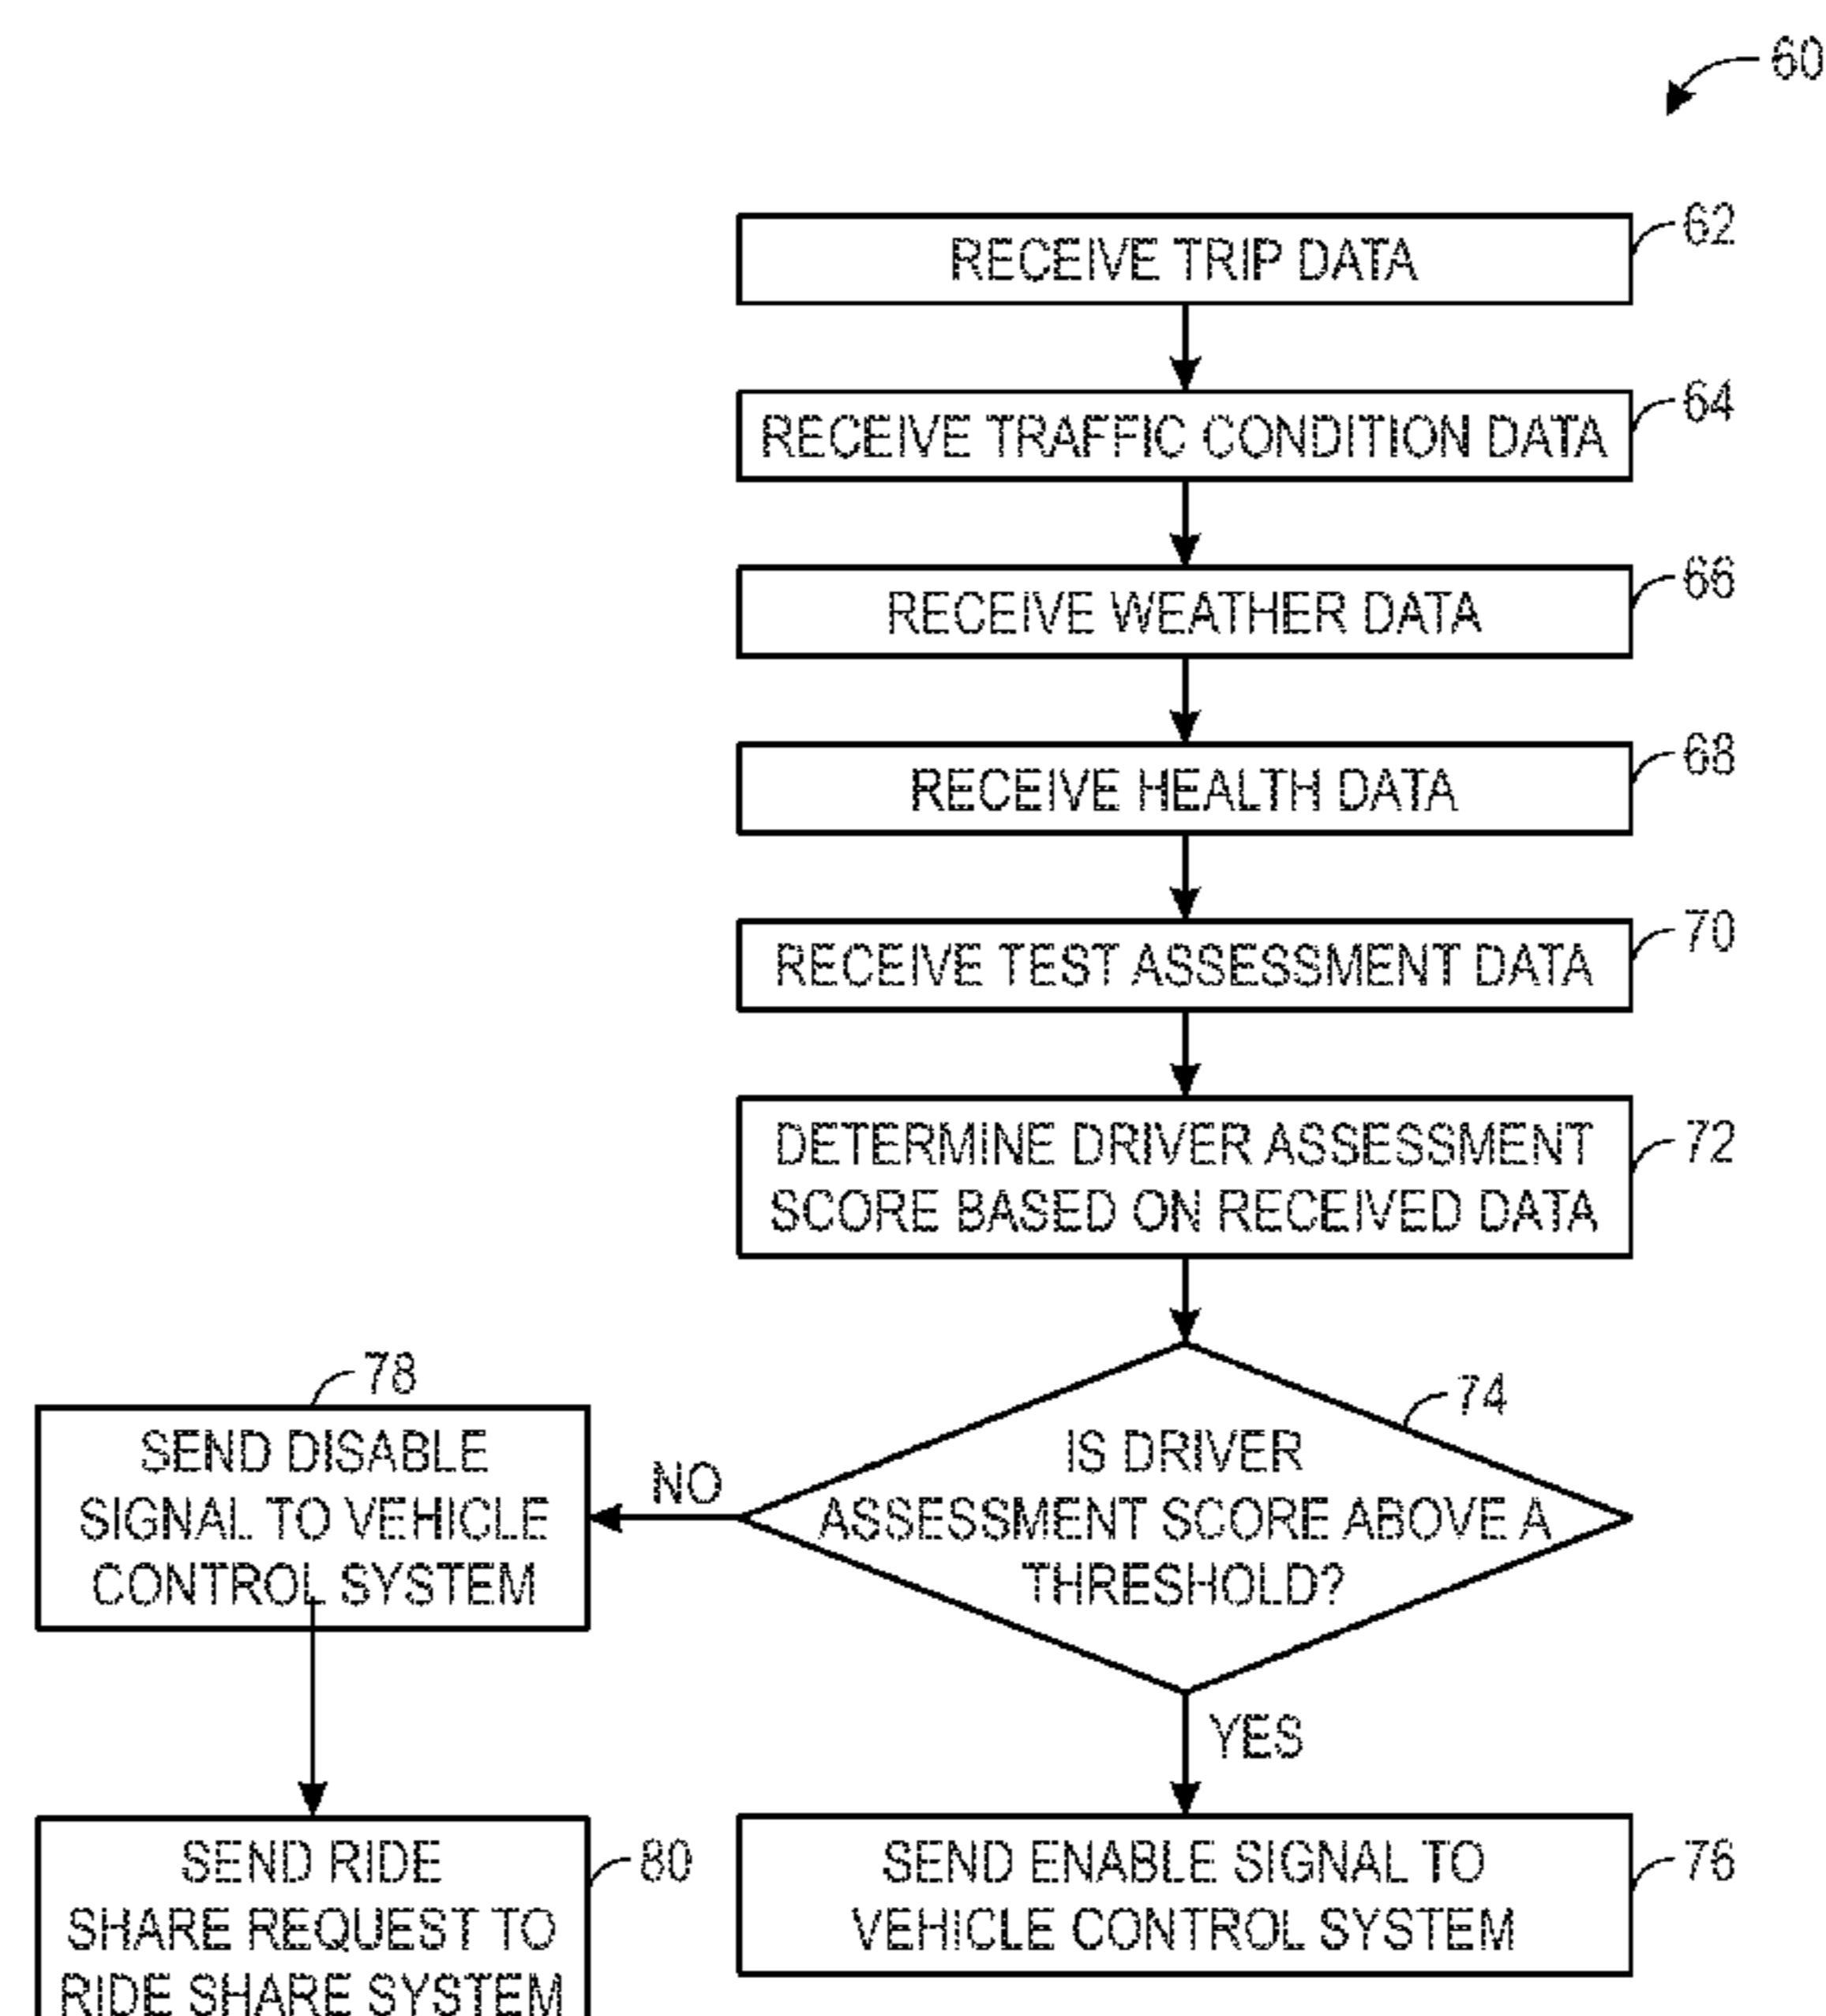 60
RECEIVE TRIP DATA
62
RECEIVE TRAFFIC CONDITION DATA
64
RECEIVE WEATHER DATA
66
RECEIVE HEALTH DATA
68
RECEIVE TEST ASSESSMENT DATA
70
DETERMINE DRIVER ASSESSMENT
SCORE BASED ON RECEIVED DATA
72
IS DRIVER
ASSESSMENT SCORE ABOVE A
THRESHOLD?
74
NO
78
SEND DISABLE
SIGNAL TO VEHICLE
CONTROL SYSTEM
YES
SEND RIDE
SHARE REQUEST TO
RIDE SHARE SYSTEM
80
SEND ENABLE SIGNAL TO
VEHICLE CONTROL SYSTEM
76